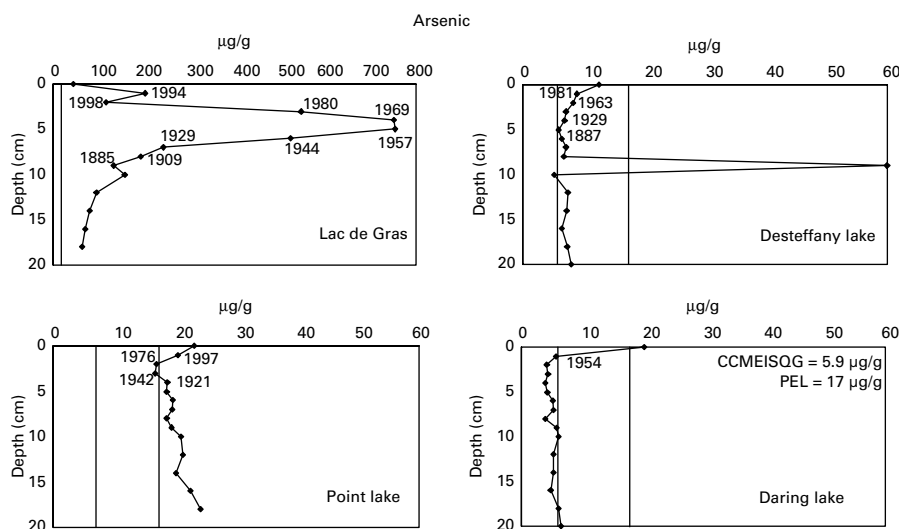 Arsenic
μg/g
0 100 200 300 400 500 600 700 800
0
5
10
15
20
Depth (cm)
1994
1998
1980
1969
1957
1944
1929
1909
1885
Lac de Gras
μg/g
0 10 20 30 40 50 60
0
5
10
15
20
Depth (cm)
1981
1963
1929
1887
Desteffany lake
μg/g
0 10 20 30 40 50 60
0
5
10
15
20
Depth (cm)
1976
1997
1942
1921
Point lake
μg/g
0 10 20 30 40 50 60
0
5
10
15
20
Depth (cm)
1954
CCMEISQG = 5.9 μg/g
PEL = 17 μg/g
Daring lake